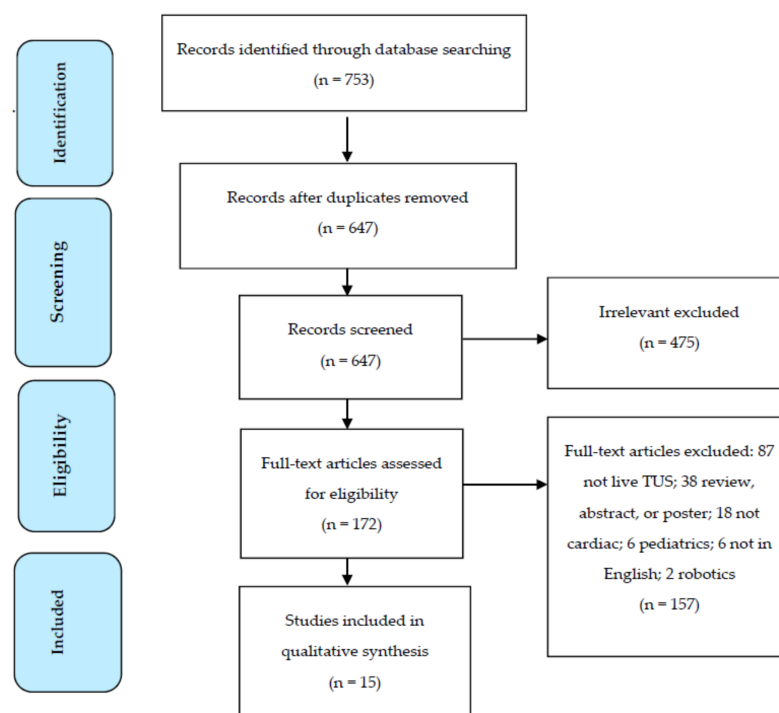 Identification
Records identified through database searching
(n = 753)
Records after duplicates removed
(n = 647)
Screening
Records screened
(n = 647)
Irrelevant excluded
(n = 475)
Eligibility
Full-text articles assessed
for eligibility
(n = 172)
Full-text articles excluded: 87
not live TUS; 38 review,
abstract, or poster; 18 not
cardiac; 6 pediatrics; 6 not in
English; 2 robotics
(n = 157)
Included
Studies included in
qualitative synthesis
(n = 15)